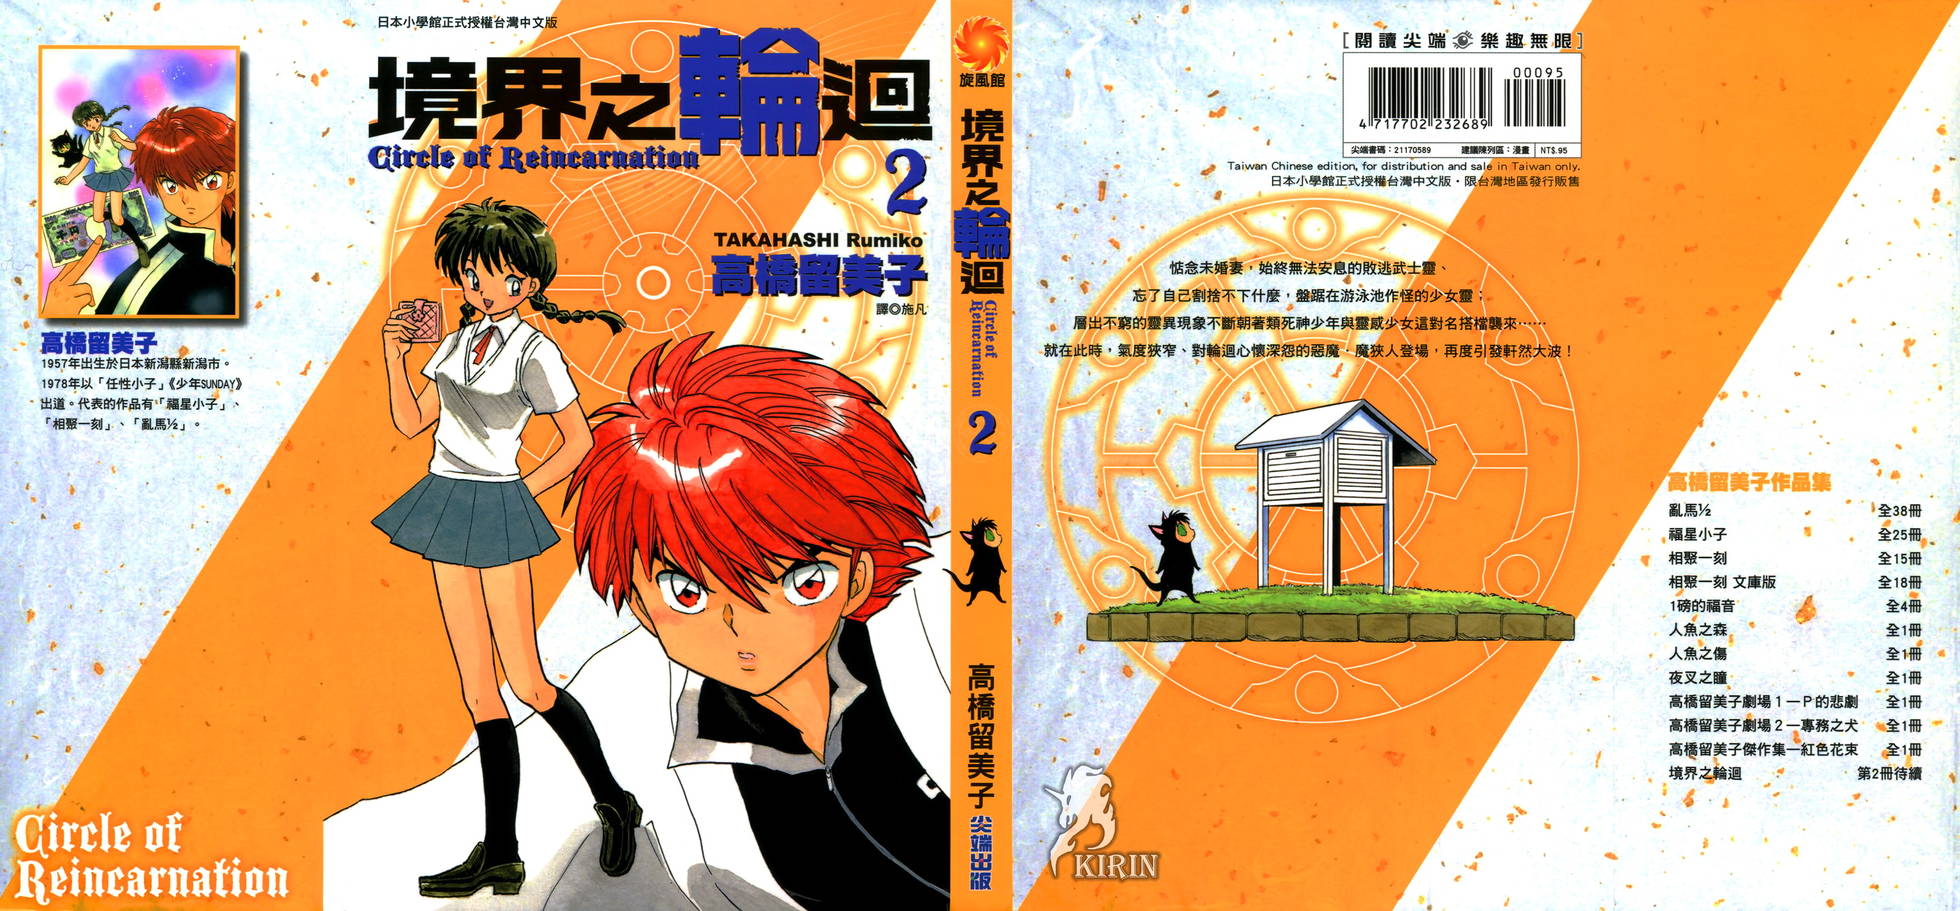 高橋留美子
1957年出生於日本新潟縣新潟市。
1978年以「任性小子」《少年SUNDAY》
出道。代表的作品有「福星小子」、
「相聚一刻」、「亂馬½」。
千円
Circle of
Reincarnation
日本小學館正式授權台灣中文版
境界之輪迴
Circle of Reincarnation
2
TAKAHASHI Rumiko
高橋留美子
譯◎施凡
旋風館
境界之輪迴
Circle of
Reincarnation
2
高橋留美子
尖端出版
[閱讀尖端 樂趣無限]
00095
4 717702 232689
尖端書碼：21170589 建議陳列區：漫畫 NT$.95
Taiwan Chinese edition, for distribution and sale in Taiwan only.
日本小學館正式授權台灣中文版・限台灣地區發行販售
惦念未婚妻，始終無法安息的敗逃武士靈、
忘了自己割捨不下什麼，盤踞在游泳池作怪的少女靈；
層出不窮的靈異現象不斷朝著類死神少年與靈感少女這對名搭檔襲來……
就在此時，氣度狹窄、對輪迴心懷深怨的惡魔・魔狹人登場，再度引發軒然大波！
KIRIN
高橋留美子作品集
亂馬½ 全38冊
福星小子 全25冊
相聚一刻 全15冊
相聚一刻 文庫版 全18冊
1磅的福音 全4冊
人魚之森 全1冊
人魚之傷 全1冊
夜叉之瞳 全1冊
高橋留美子劇場１—Ｐ的悲劇 全1冊
高橋留美子劇場２—專務之犬 全1冊
高橋留美子傑作集—紅色花束 全1冊
境界之輪迴 第2冊待續